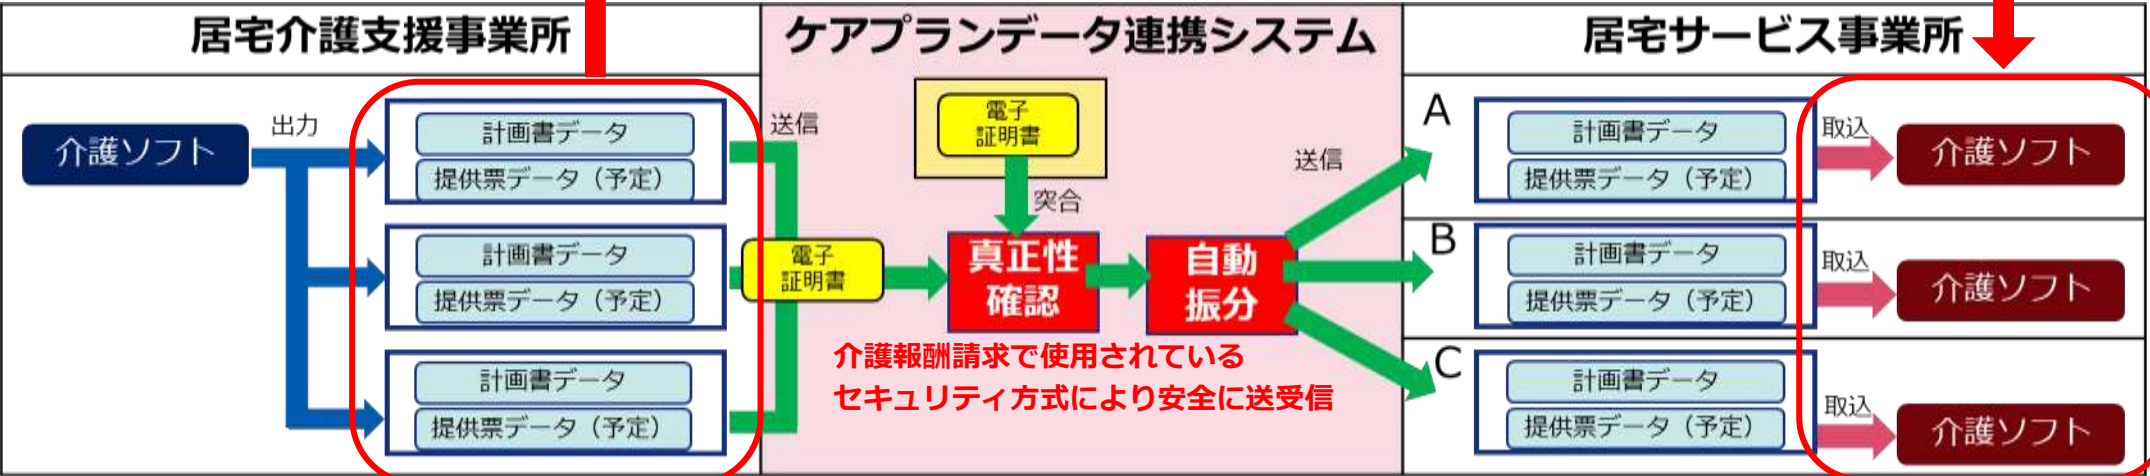 居宅介護支援事業所
ケアプランデータ連携システム
居宅サービス事業所
介護ソフト
出力
計画書データ
提供票データ（予定）
計画書データ
提供票データ（予定）
計画書データ
提供票データ（予定）
送信
電子
証明書
電子
証明書
突合
真正性
確認
自動
振分
介護報酬請求で使用されている
セキュリティ方式により安全に送受信
送信
A
計画書データ
提供票データ（予定）
取込
介護ソフト
B
計画書データ
提供票データ（予定）
取込
介護ソフト
C
計画書データ
提供票データ（予定）
取込
介護ソフト